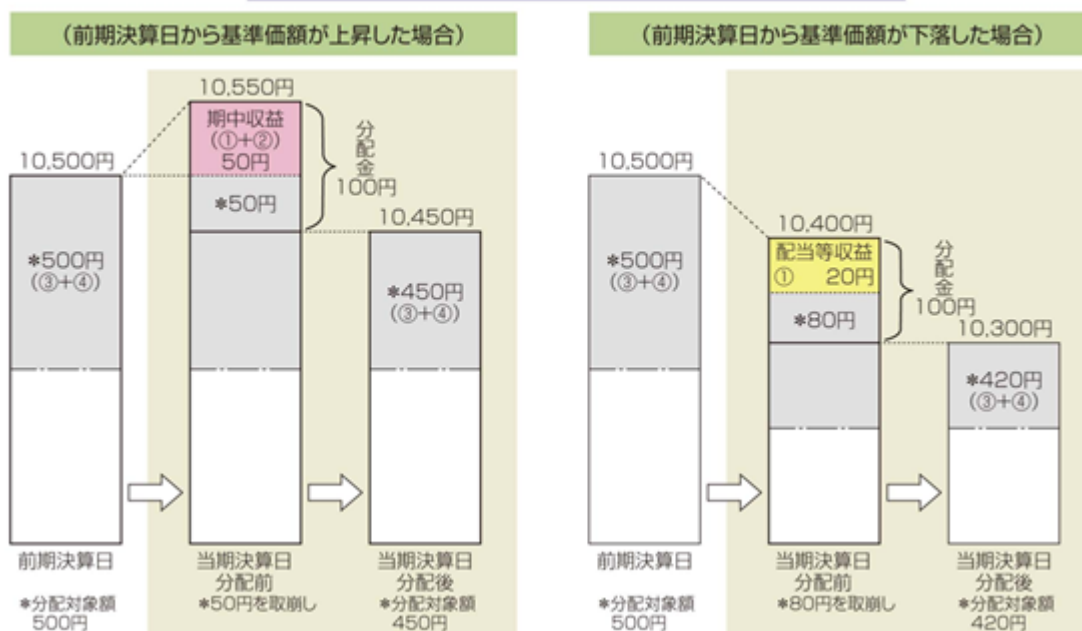 (前期決算日から基準価額が上昇した場合)
10,500円
*500円
(③+④)
前期決算日
*分配対象額
500円
10,550円
期中収益
(①+②)
50円
*50円
分配金
100円
当期決算日
分配前
*50円を取崩し
10,450円
*450円
(③+④)
当期決算日
分配後
*分配対象額
450円
(前期決算日から基準価額が下落した場合)
10,500円
*500円
(③+④)
前期決算日
*分配対象額
500円
10,400円
配当等収益
① 20円
*80円
分配金
100円
当期決算日
分配前
*80円を取崩し
10,300円
*420円
(③+④)
当期決算日
分配後
*分配対象額
420円